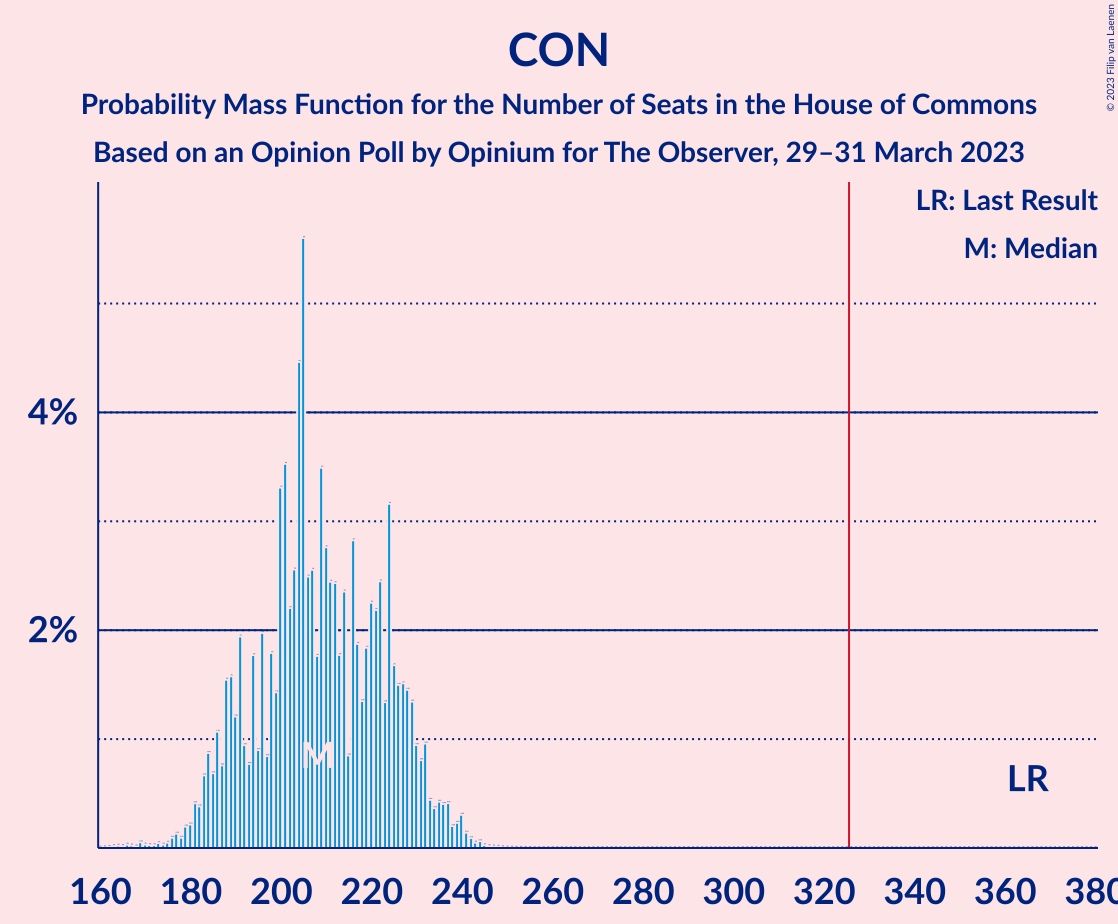 CON
Probability Mass Function for the Number of Seats in the House of Commons
Based on an Opinion Poll by Opinium for The Observer, 29–31 March 2023
© 2023 Filip van Laenen
LR: Last Result
M: Median
4%
2%
M
LR
160 180 200 220 240 260 280 300 320 340 360 380